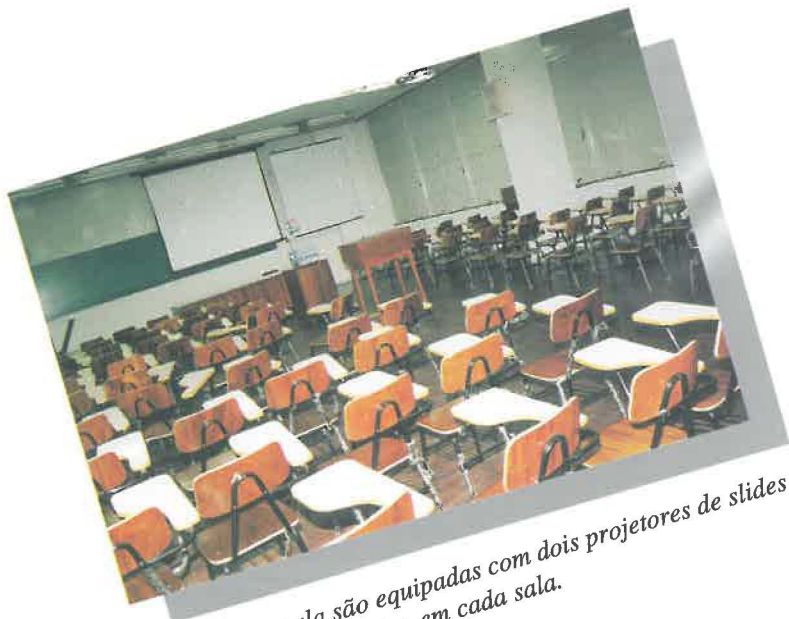 são equipadas com dois projetores de slides
em cada sala.